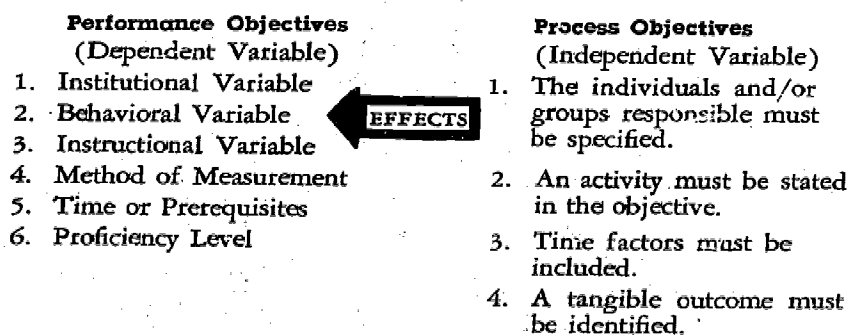 Performance Objectives
(Dependent Variable)
1. Institutional Variable
2. Behavioral Variable
3. Instructional Variable
4. Method of Measurement
5. Time or Prerequisites
6. Proficiency Level
EFFECTS
Process Objectives
(Independent Variable)
1. The individuals and/or
groups responsible must
be specified.
2. An activity must be stated
in the objective.
3. Time factors must be
included.
4. A tangible outcome must
be identified.